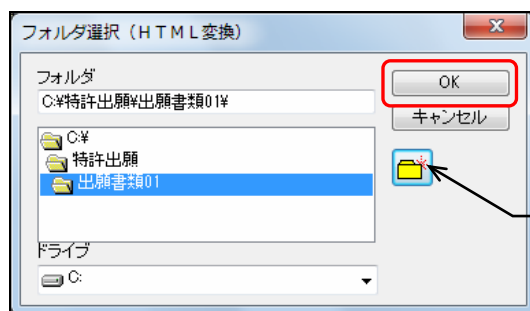 フォルダ選択（ＨＴＭＬ変換）
フォルダ
C:¥特許出願¥出願書類01¥
OK
キャンセル
C:¥
特許出願
出願書類01
ドライブ
C: